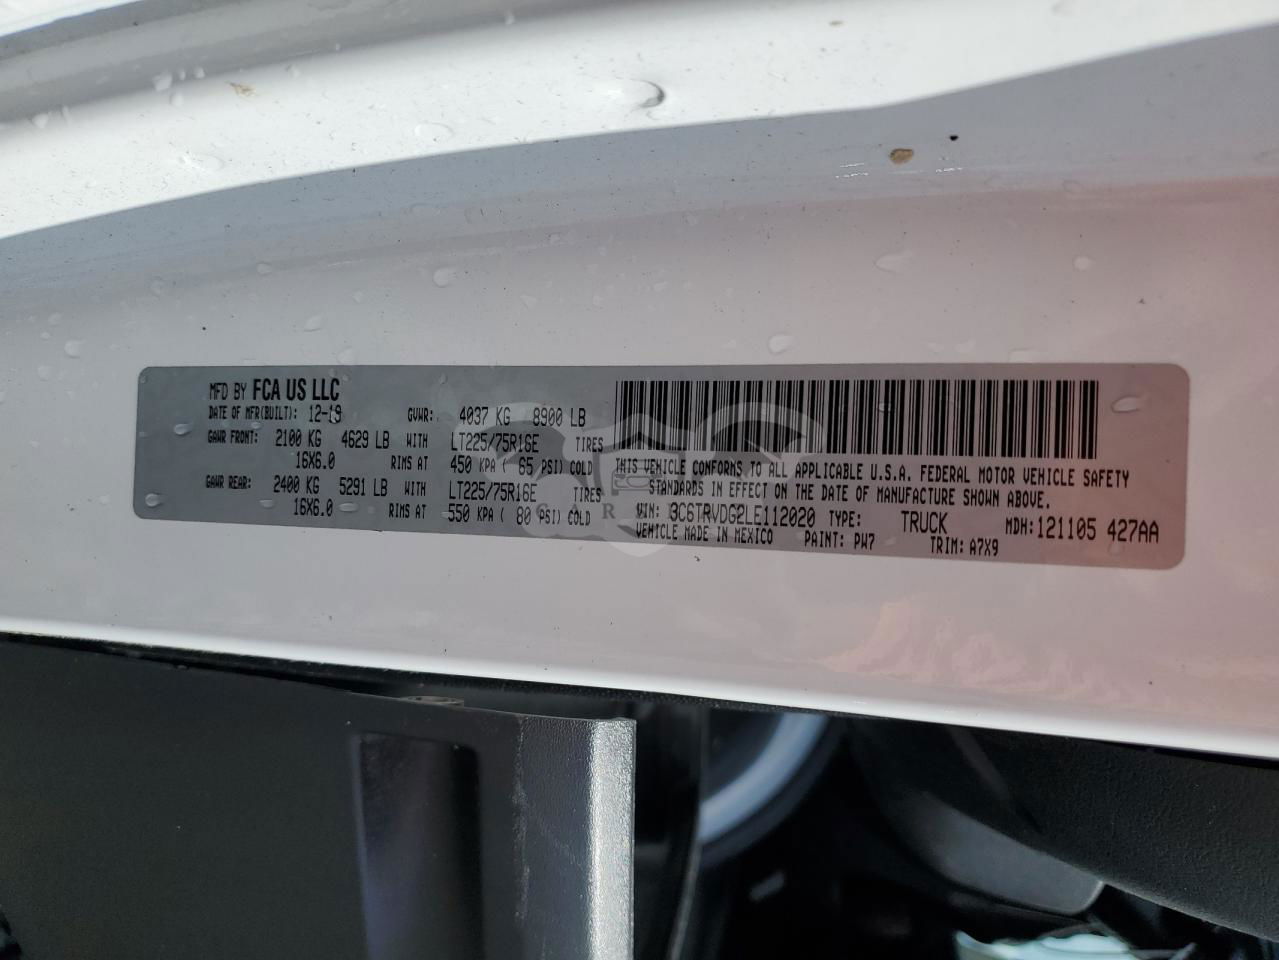 MFD BY FCA US LLC
DATE OF MFR(BUILT): 12-19 GVWR: 4037 KG 8900 LB
GAWR FRONT: 2100 KG 4629 LB WITH LT225/75R16E TIRES
16X6.0 RIMS AT 450 KPA ( 65 PSI) COLD
GAWR REAR: 2400 KG 5291 LB WITH LT225/75R16E TIRES
16X6.0 RIMS AT 550 KPA ( 80 PSI) COLD
THIS VEHICLE CONFORMS TO ALL APPLICABLE U.S.A. FEDERAL MOTOR VEHICLE SAFETY
STANDARDS IN EFFECT ON THE DATE OF MANUFACTURE SHOWN ABOVE.
VIN: 3C6TRVDG2LE112020 TYPE: TRUCK MDH:121105 427AA
VEHICLE MADE IN MEXICO PAINT: PW7 TRIM: A7X9